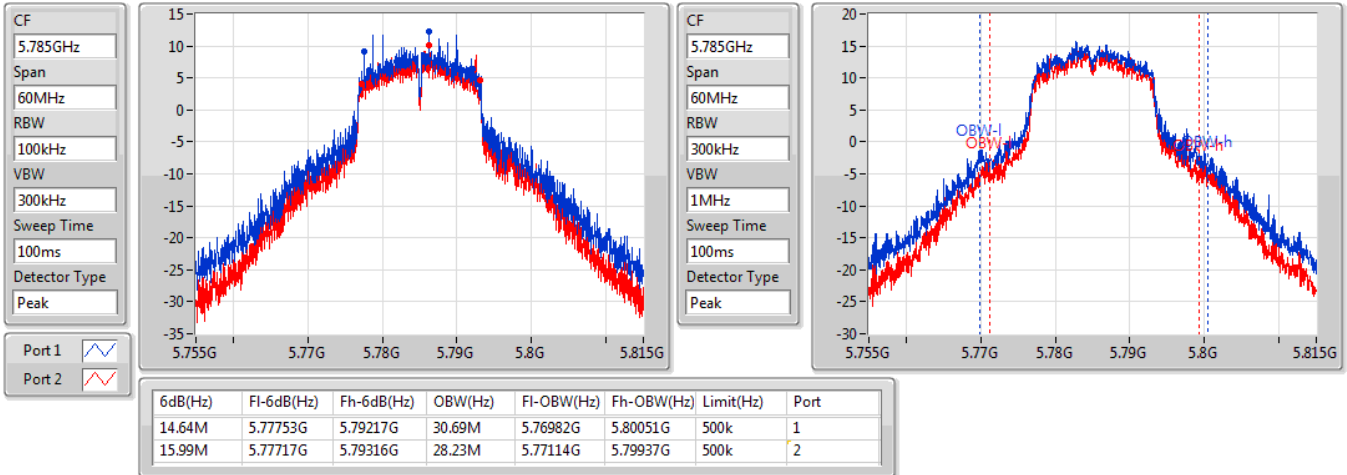 CF
5.785GHz
Span
60MHz
RBW
100kHz
VBW
300kHz
Sweep Time
100ms
Detector Type
Peak
Port 1
Port 2
15
10
5
0
-5
-10
-15
-20
-25
-30
-35
5.755G 5.77G 5.78G 5.79G 5.8G 5.815G
CF
5.785GHz
Span
60MHz
RBW
300kHz
VBW
1MHz
Sweep Time
100ms
Detector Type
Peak
20
15
10
5
0
-5
-10
-15
-20
-25
-30
OBW-l
OBW-h
5.755G 5.77G 5.78G 5.79G 5.8G 5.815G
6dB(Hz) Fl-6dB(Hz) Fh-6dB(Hz) OBW(Hz) Fl-OBW(Hz) Fh-OBW(Hz) Limit(Hz) Port
14.64M 5.77753G 5.79217G 30.69M 5.76982G 5.80051G 500k 1
15.99M 5.77717G 5.79316G 28.23M 5.77114G 5.79937G 500k 2